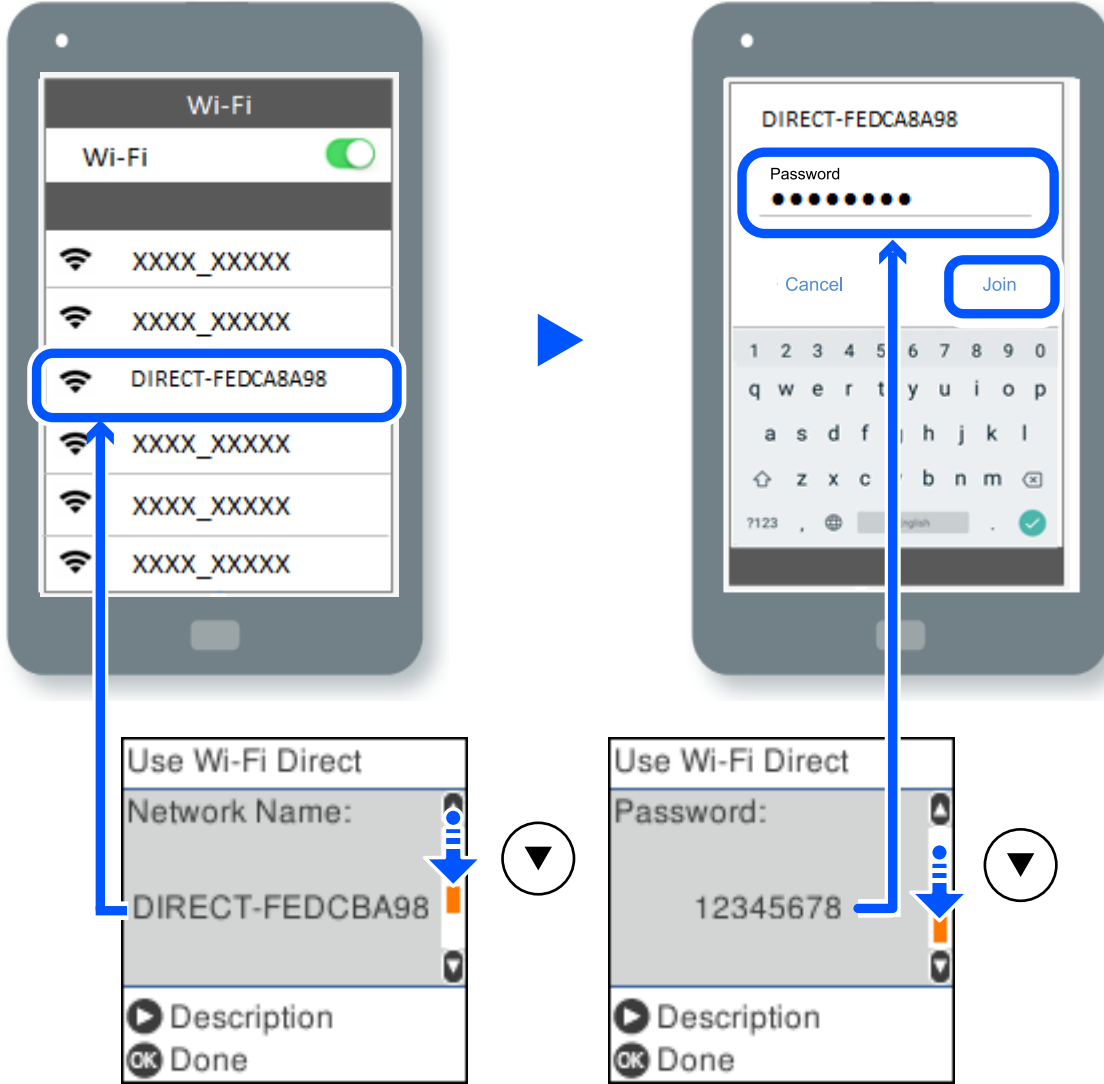 Wi-Fi
Wi-Fi
XXXX_XXXXX
XXXX_XXXXX
DIRECT-FEDCA8A98
XXXX_XXXXX
XXXX_XXXXX
XXXX_XXXXX
DIRECT-FEDCA8A98
Password
●●●●●●●●
Cancel Join
1 2 3 4 5 6 7 8 9 0
q w e r t y u i o p
a s d f h j k l
z x c b n m
?123 , .
Use Wi-Fi Direct
Network Name:
DIRECT-FEDCBA98
Description
OK Done
Use Wi-Fi Direct
Password:
12345678
Description
OK Done